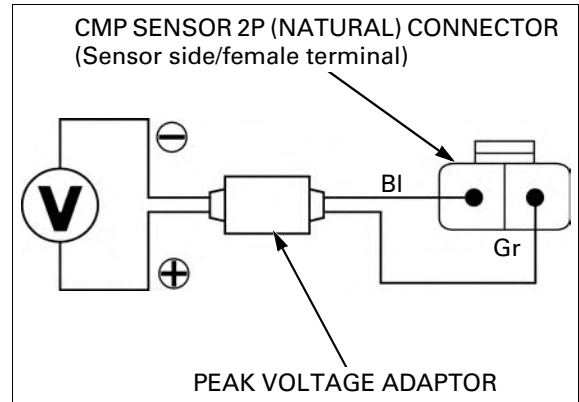 CMP SENSOR 2P (NATURAL) CONNECTOR
(Sensor side/female terminal)
−
Bl
V
Gr
+
PEAK VOLTAGE ADAPTOR